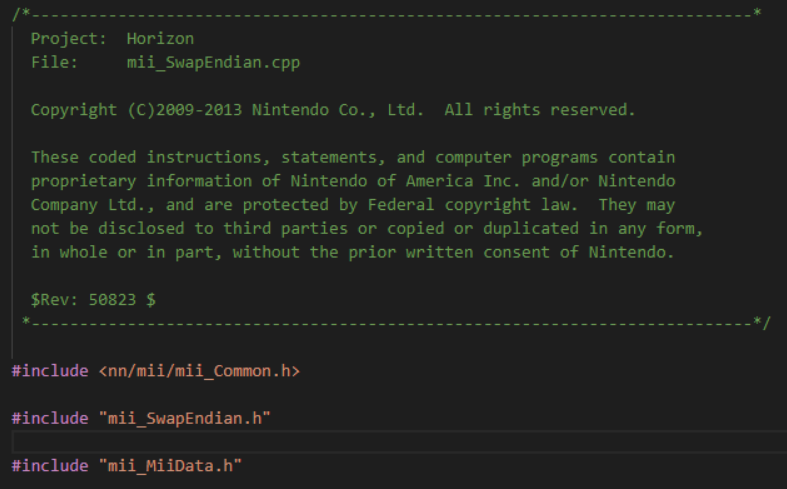 /*---------------------------------------------------------------------------*
Project:  Horizon
File:     mii_SwapEndian.cpp
Copyright (C)2009-2013 Nintendo Co., Ltd.  All rights reserved.
These coded instructions, statements, and computer programs contain
proprietary information of Nintendo of America Inc. and/or Nintendo
Company Ltd., and are protected by Federal copyright law.  They may
not be disclosed to third parties or copied or duplicated in any form,
in whole or in part, without the prior written consent of Nintendo.
$Rev: 50823 $
*---------------------------------------------------------------------------*/
#include <nn/mii/mii_Common.h>
#include "mii_SwapEndian.h"
#include "mii_MiiData.h"